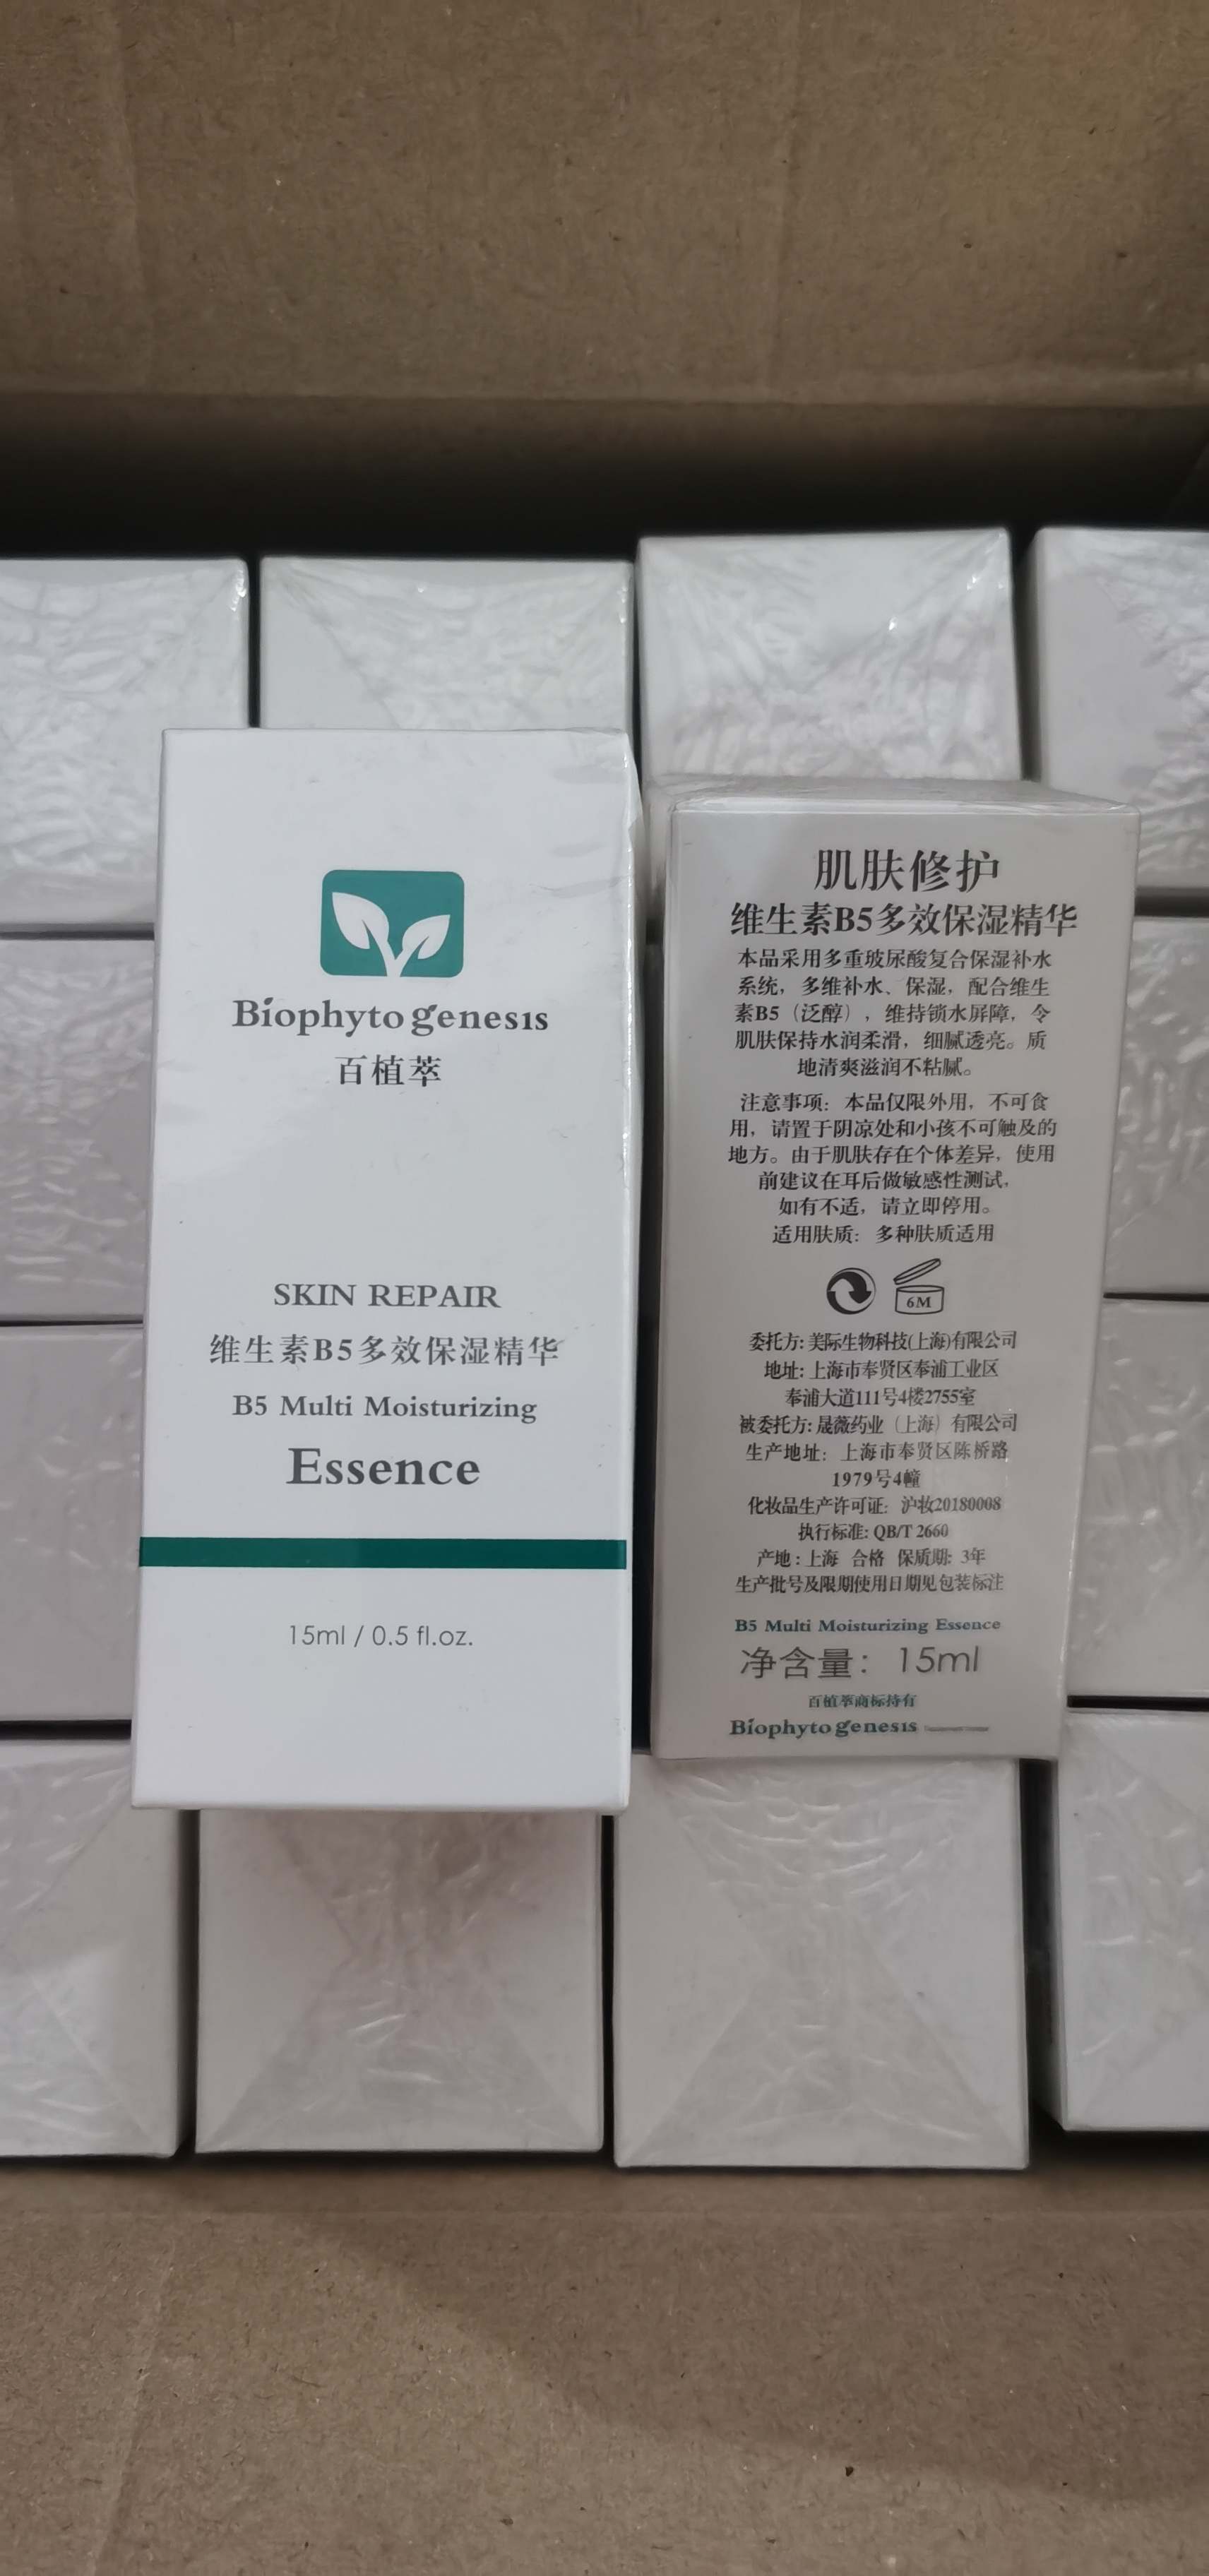 Biophytogenesis
百植萃
SKIN REPAIR
维生素B5多效保湿精华
B5 Multi Moisturizing
Essence
15ml / 0.5 fl.oz.
肌肤修护
维生素B5多效保湿精华
本品采用多重玻尿酸复合保湿补水
系统，多维补水、保湿，配合维生
素B5（泛醇），维持锁水屏障，令
肌肤保持水润柔滑，细腻透亮。质
地清爽滋润不粘腻。
注意事项：本品仅限外用，不可食
用，请置于阴凉处和小孩不可触及的
地方。由于肌肤存在个体差异，使用
前建议在耳后做敏感性测试，
如有不适，请立即停用。
适用肤质：多种肤质适用
6M
委托方: 美际生物科技(上海)有限公司
地址: 上海市奉贤区奉浦工业区
奉浦大道111号4楼2755室
被委托方: 晟薇药业（上海）有限公司
生产地址：上海市奉贤区陈桥路
1979号4幢
化妆品生产许可证：沪妆20180008
执行标准: QB/T 2660
产地：上海 合格 保质期: 3年
生产批号及限期使用日期见包装标注
B5 Multi Moisturizing Essence
净含量： 15ml
百植萃商标持有
Biophytogenesis